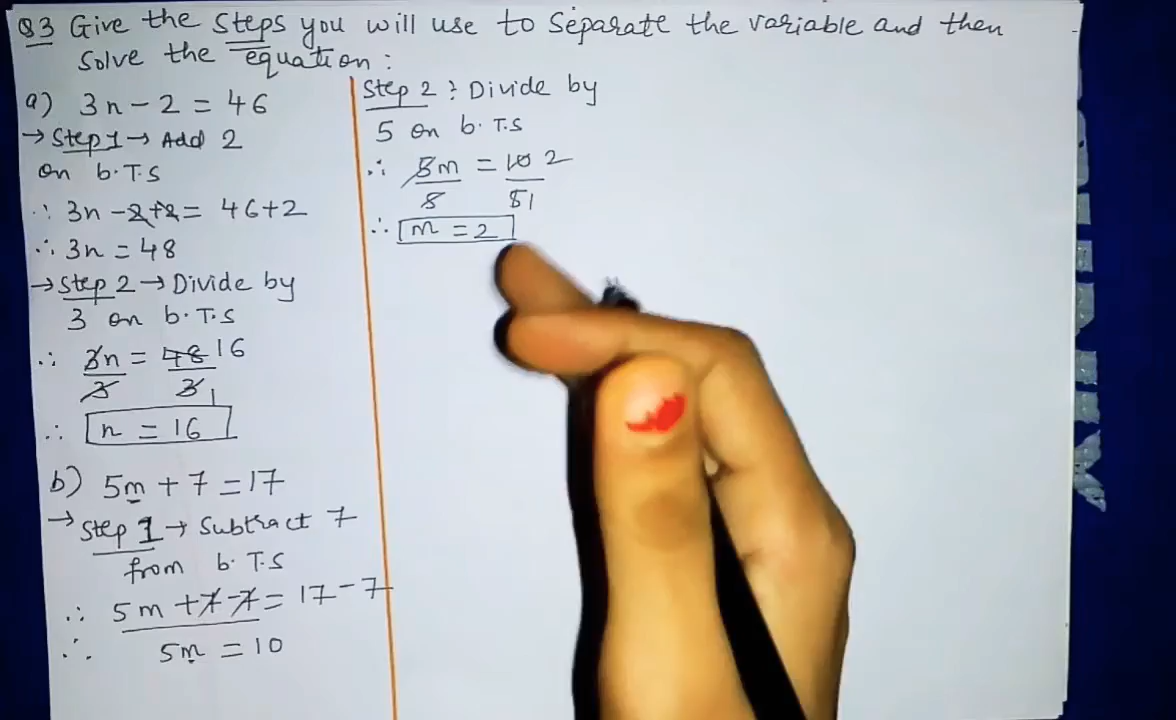 Q3 Give the steps you will use to separate the variable and then
solve the equation:
a) 3n - 2 = 46
→ Step 1 → Add 2
on b.T.S
∴ 3n - 2 + 2 = 46 + 2
∴ 3n = 48
→ Step 2 → Divide by
3 on b.T.S
∴ 3n/3 = 48/3 16/1
∴ n = 16
b) 5m + 7 = 17
→ Step 1 → Subtract 7
from b.T.S
∴ 5m + 7 - 7 = 17 - 7
∴ 5m = 10
Step 2 : Divide by
5 on b.T.S
∴ 5m/5 = 10/5 2/1
∴ m = 2